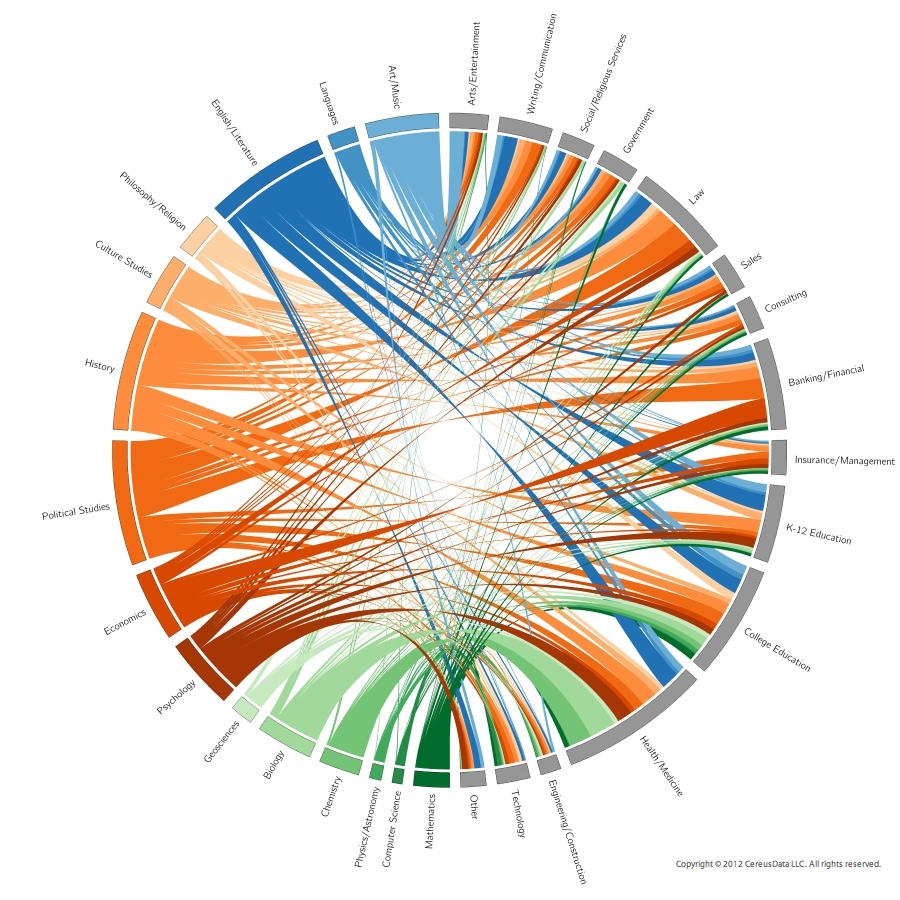 Arts/Entertainment
Writing/Communication
Social/Religious Services
Government
Law
Sales
Consulting
Banking/Financial
Insurance/Management
K-12 Education
College Education
Health/Medicine
Engineering/Construction
Technology
Other
Mathematics
Computer Science
Physics/Astronomy
Chemistry
Biology
Geosciences
Psychology
Economics
Political Studies
History
Culture Studies
Philosophy/Religion
English/Literature
Languages
Art/Music
Copyright © 2012 CereusData LLC. All rights reserved.